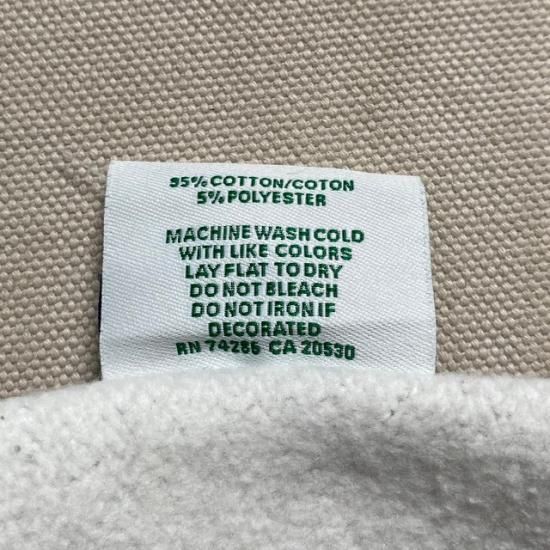 95% COTTON/COTON
5% POLYESTER
MACHINE WASH COLD
WITH LIKE COLORS
LAY FLAT TO DRY
DO NOT BLEACH
DO NOT IRON IF
DECORATED
RN 74286 CA 20530